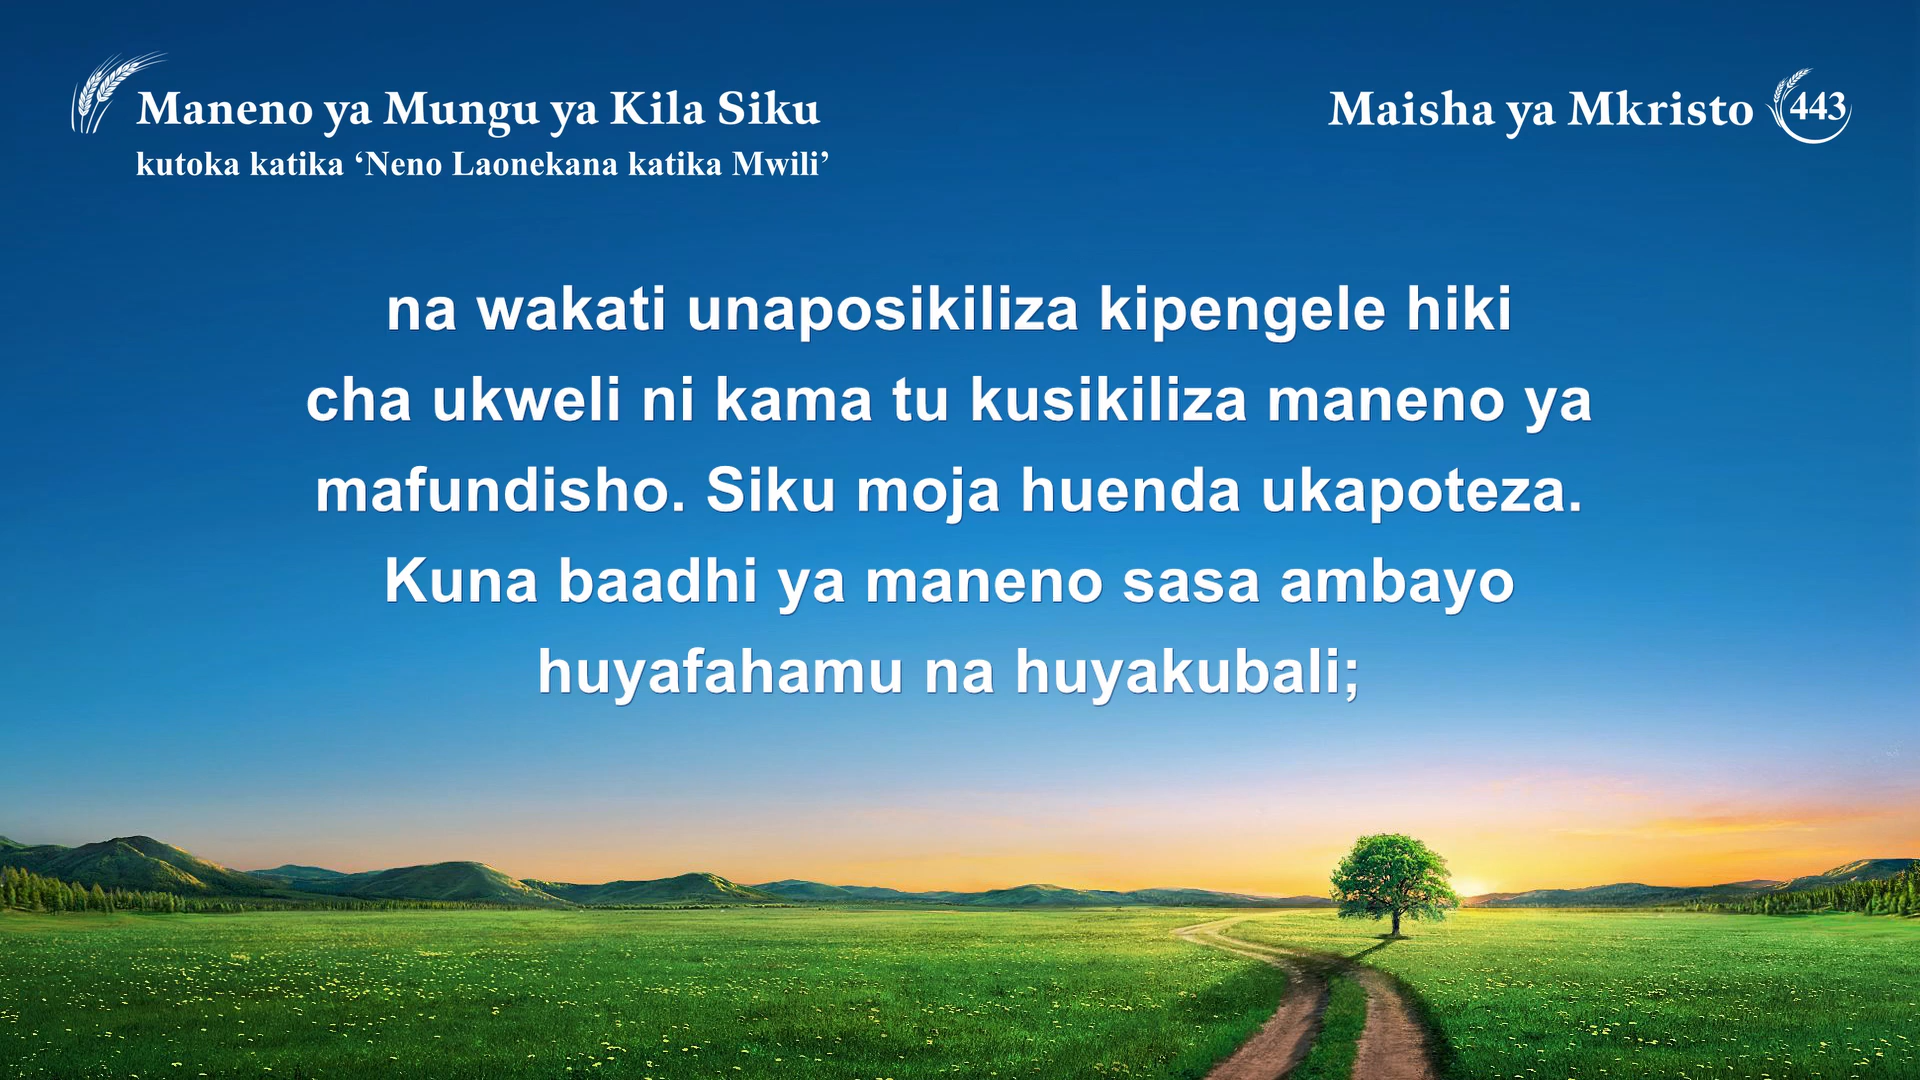 Maneno ya Mungu ya Kila Siku
kutoka katika ‘Neno Laonekana katika Mwili’
Maisha ya Mkristo 443
na wakati unaposikiliza kipengele hiki
cha ukweli ni kama tu kusikiliza maneno ya
mafundisho. Siku moja huenda ukapoteza.
Kuna baadhi ya maneno sasa ambayo
huyafahamu na huyakubali;